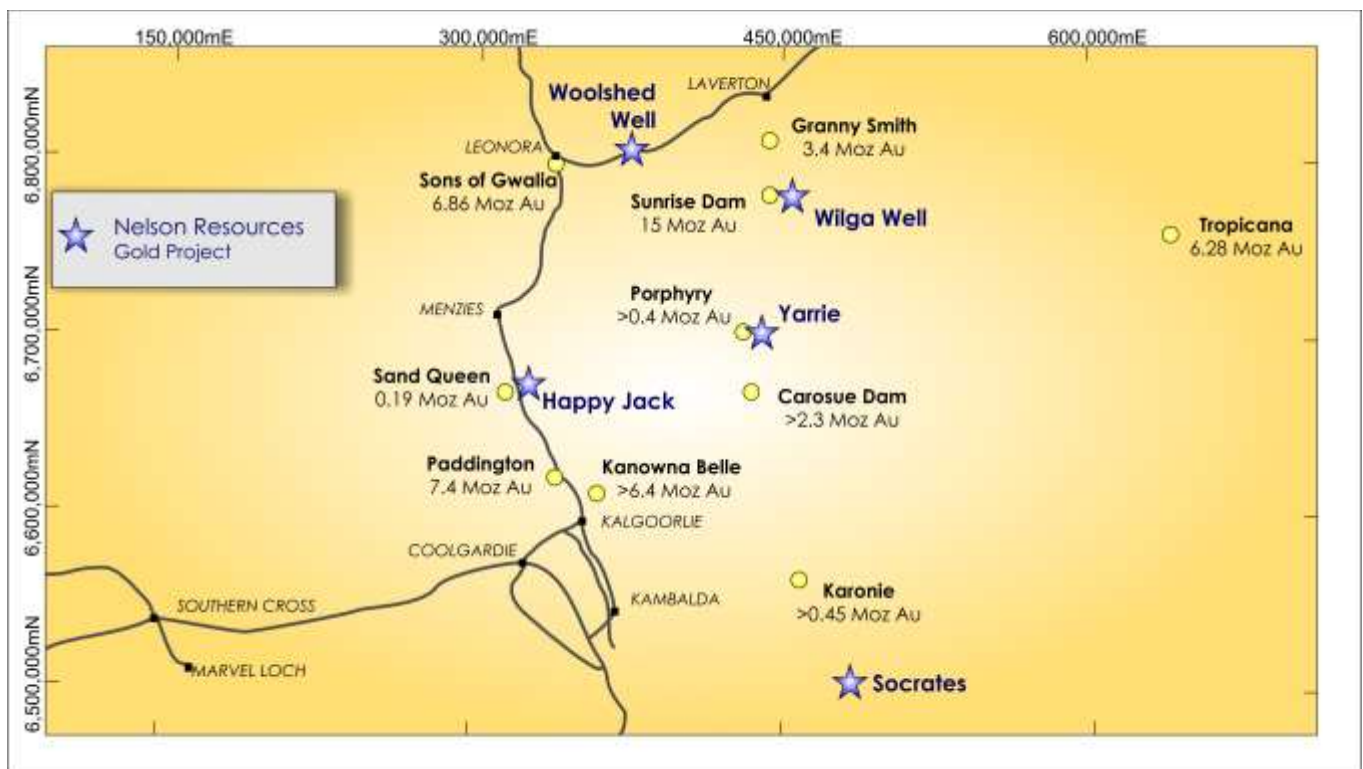 150,000mE
300,000mE
450,000mE
600,000mE
6,800,000mN
6,700,000mN
6,600,000mN
6,500,000mN
Woolshed
Well
LAVERTON
LEONORA
Granny Smith
3.4 Moz Au
Sons of Gwalia
6.86 Moz Au
Sunrise Dam
15 Moz Au
Wilga Well
Tropicana
6.28 Moz Au
Nelson Resources
Gold Project
MENZIES
Porphyry
>0.4 Moz Au
Yarrie
Sand Queen
0.19 Moz Au
Happy Jack
Carosue Dam
>2.3 Moz Au
Paddington
7.4 Moz Au
Kanowna Belle
>6.4 Moz Au
KALGOORLIE
COOLGARDIE
Karonie
>0.45 Moz Au
SOUTHERN CROSS
KAMBALDA
MARVEL LOCH
Socrates